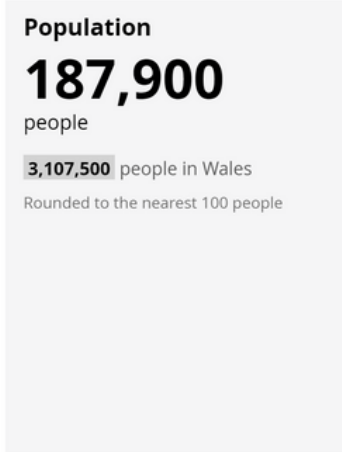 Population
187,900
people
3,107,500 people in Wales
Rounded to the nearest 100 people